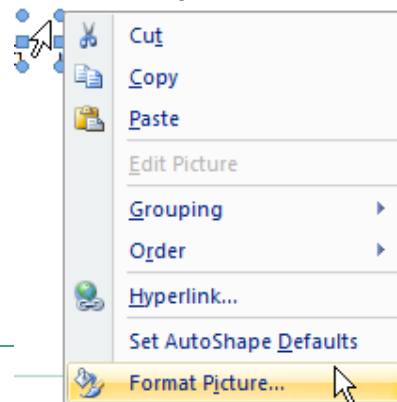 Cut
Copy
Paste
Edit Picture
Grouping
Order
Hyperlink...
Set AutoShape Defaults
Format Picture...